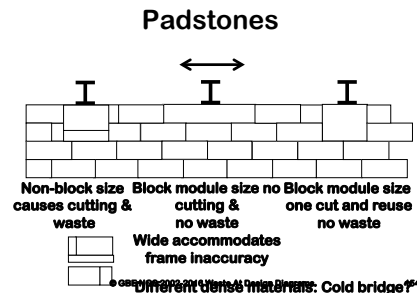 Padstones
Non-block size
causes cutting &
waste
Block module size no
cutting &
no waste
Block module size
one cut and reuse
no waste
Wide accommodates
frame inaccuracy
Different dense materials: Cold bridge?